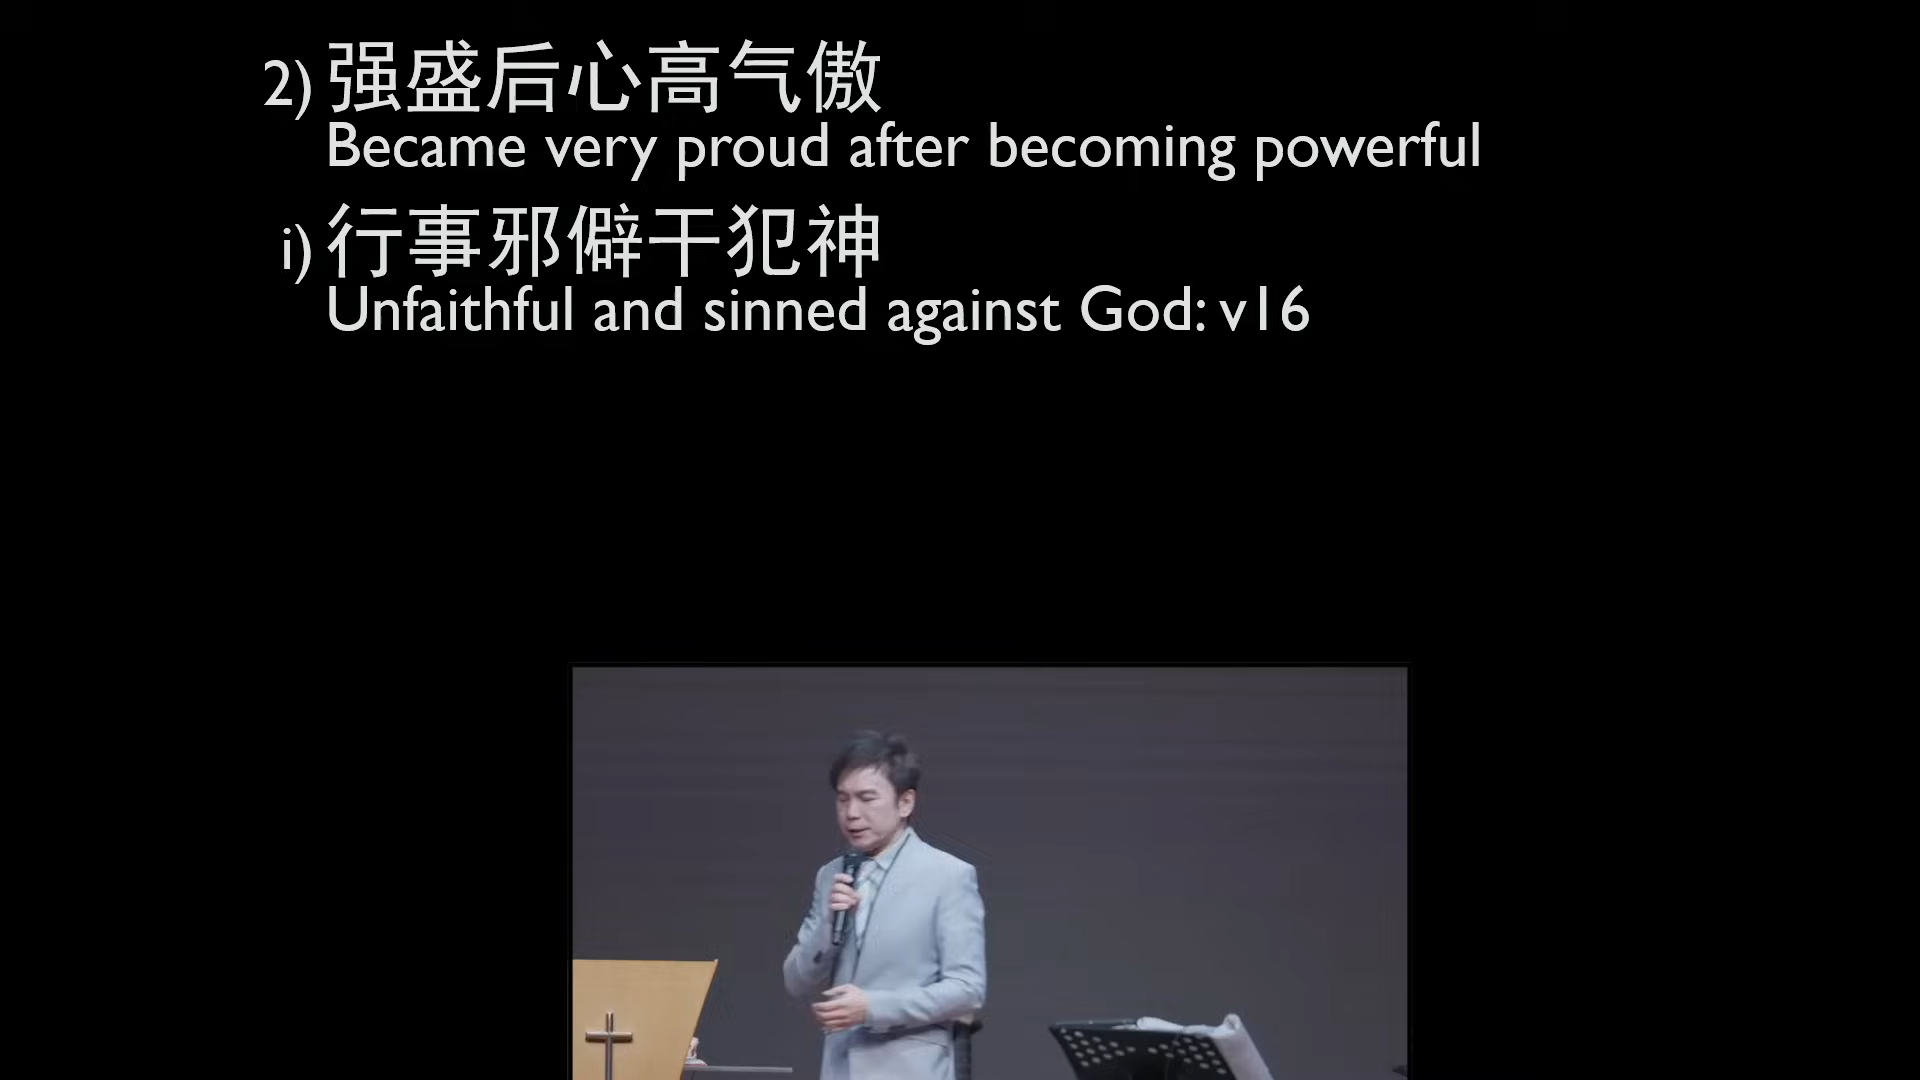 2) 强盛后心高气傲
Became very proud after becoming powerful
i) 行事邪僻干犯神
Unfaithful and sinned against God: v16